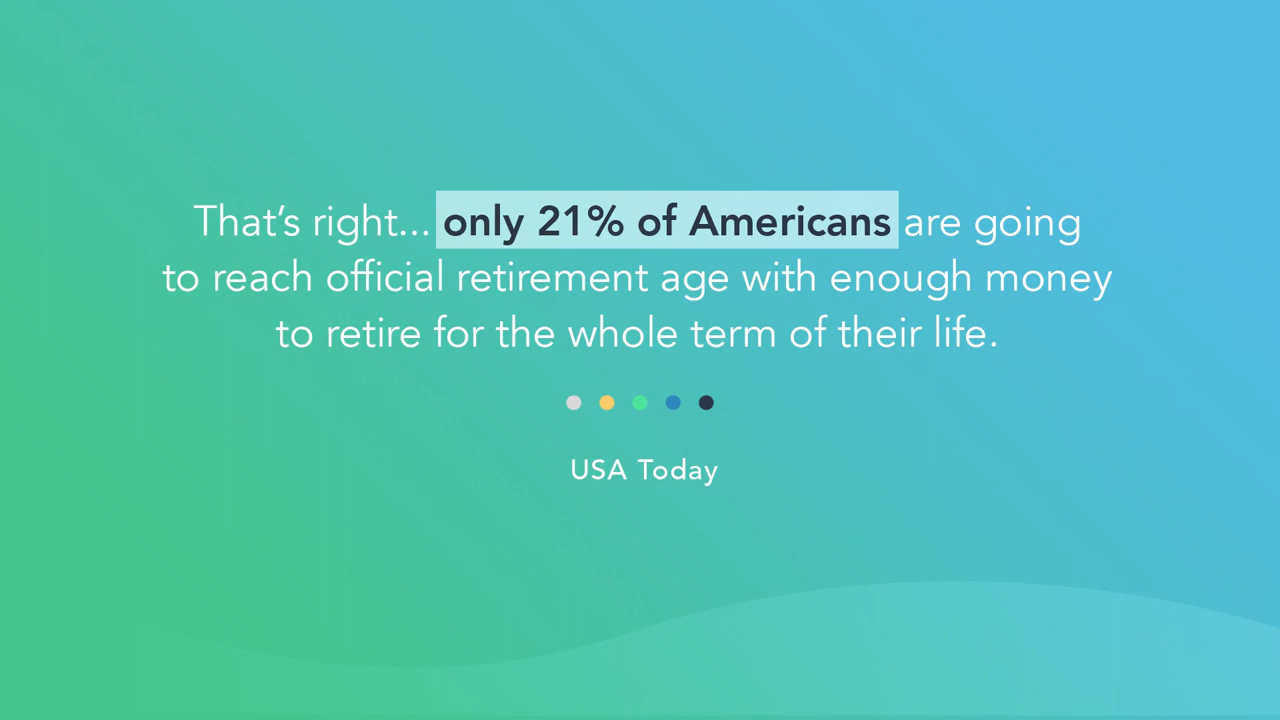 That’s right... only 21% of Americans are going
to reach official retirement age with enough money
to retire for the whole term of their life.
USA Today